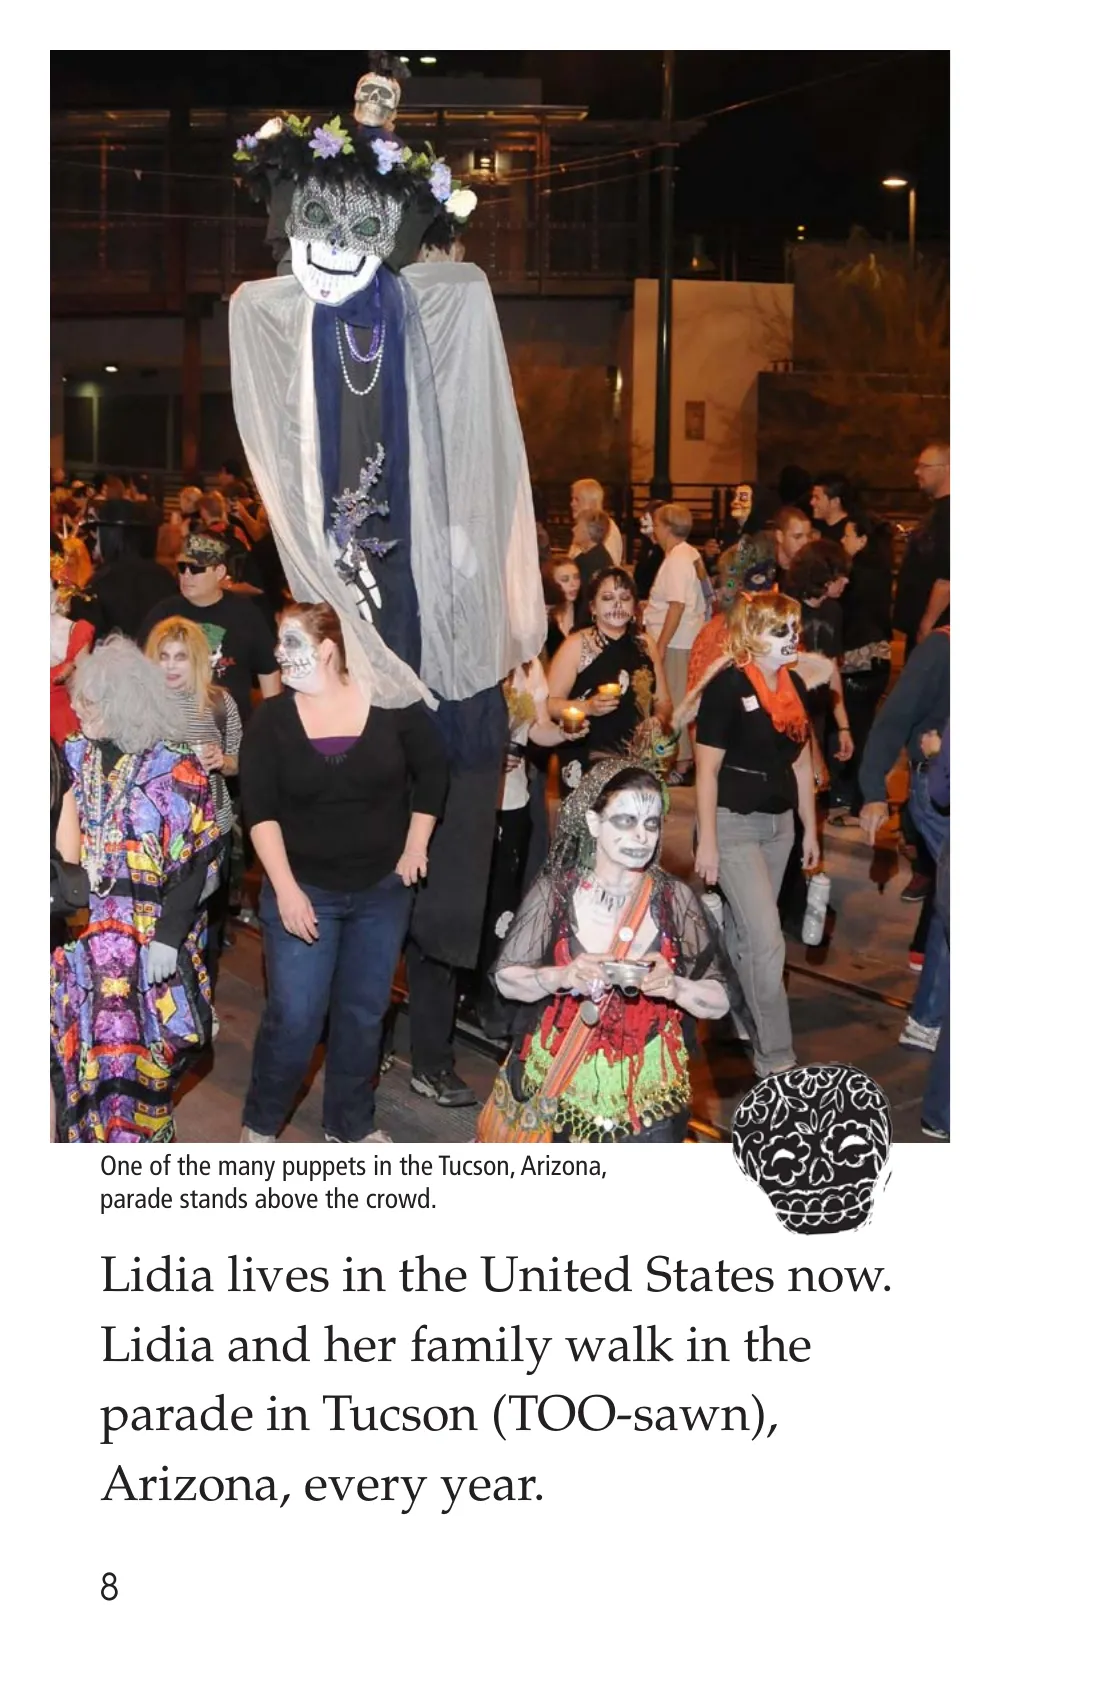 One of the many puppets in the Tucson, Arizona,
parade stands above the crowd.
Lidia lives in the United States now.
Lidia and her family walk in the
parade in Tucson (TOO-sawn),
Arizona, every year.
8